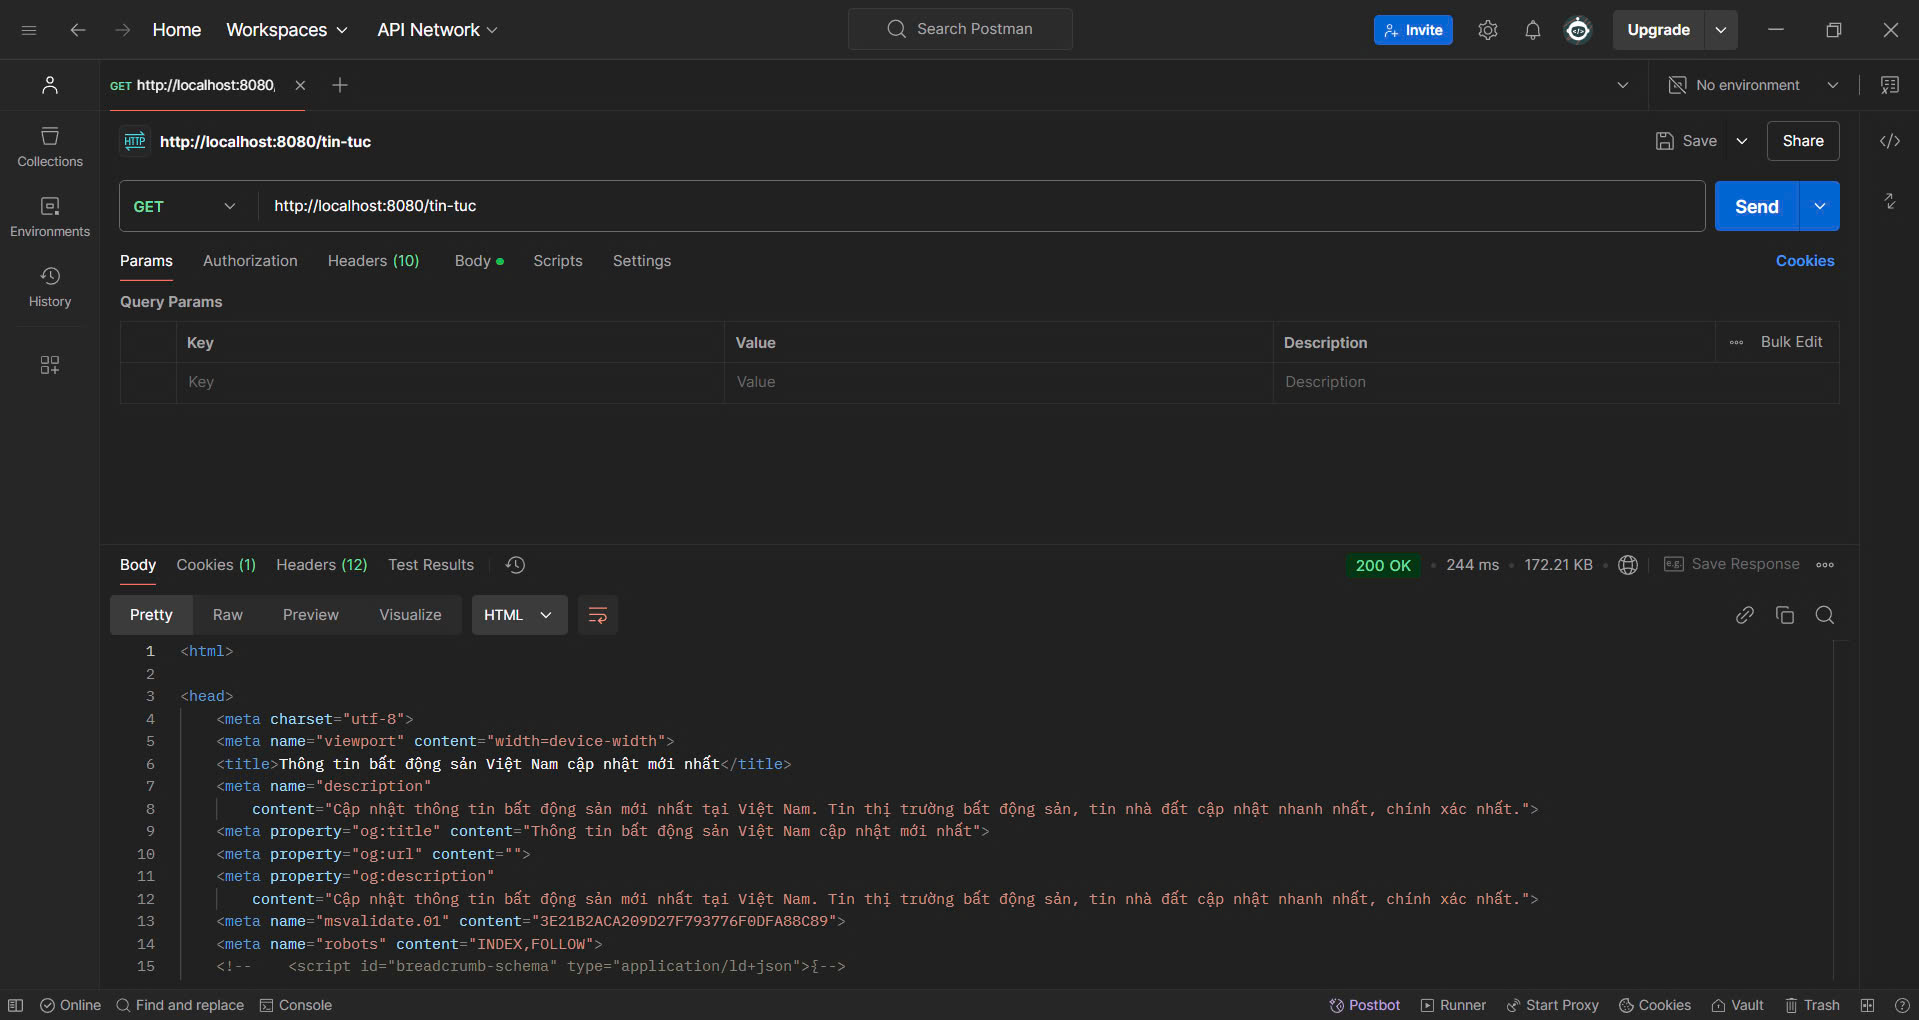 Home Workspaces API Network Search Postman Invite Upgrade
GET http://localhost:8080, No environment
Collections
Environments
History
HTTP http://localhost:8080/tin-tuc Save Share
GET http://localhost:8080/tin-tuc Send
Params Authorization Headers (10) Body Scripts Settings Cookies
Query Params
Key Value Description Bulk Edit
Key Value Description
Body Cookies (1) Headers (12) Test Results 200 OK 244 ms 172.21 KB e.g. Save Response
Pretty Raw Preview Visualize HTML
1 <html>
2
3 <head>
4 <meta charset="utf-8">
5 <meta name="viewport" content="width=device-width">
6 <title>Thông tin bất động sản Việt Nam cập nhật mới nhất</title>
7 <meta name="description"
8 content="Cập nhật thông tin bất động sản mới nhất tại Việt Nam. Tin thị trường bất động sản, tin nhà đất cập nhật nhanh nhất, chính xác nhất.">
9 <meta property="og:title" content="Thông tin bất động sản Việt Nam cập nhật mới nhất">
10 <meta property="og:url" content="">
11 <meta property="og:description"
12 content="Cập nhật thông tin bất động sản mới nhất tại Việt Nam. Tin thị trường bất động sản, tin nhà đất cập nhật nhanh nhất, chính xác nhất.">
13 <meta name="msvalidate.01" content="3E21B2ACA209D27F793776F0DFA88C89">
14 <meta name="robots" content="INDEX,FOLLOW">
15 <!-- <script id="breadcrumb-schema" type="application/ld+json">{-->
Online Find and replace Console Postbot Runner Start Proxy Cookies Vault Trash